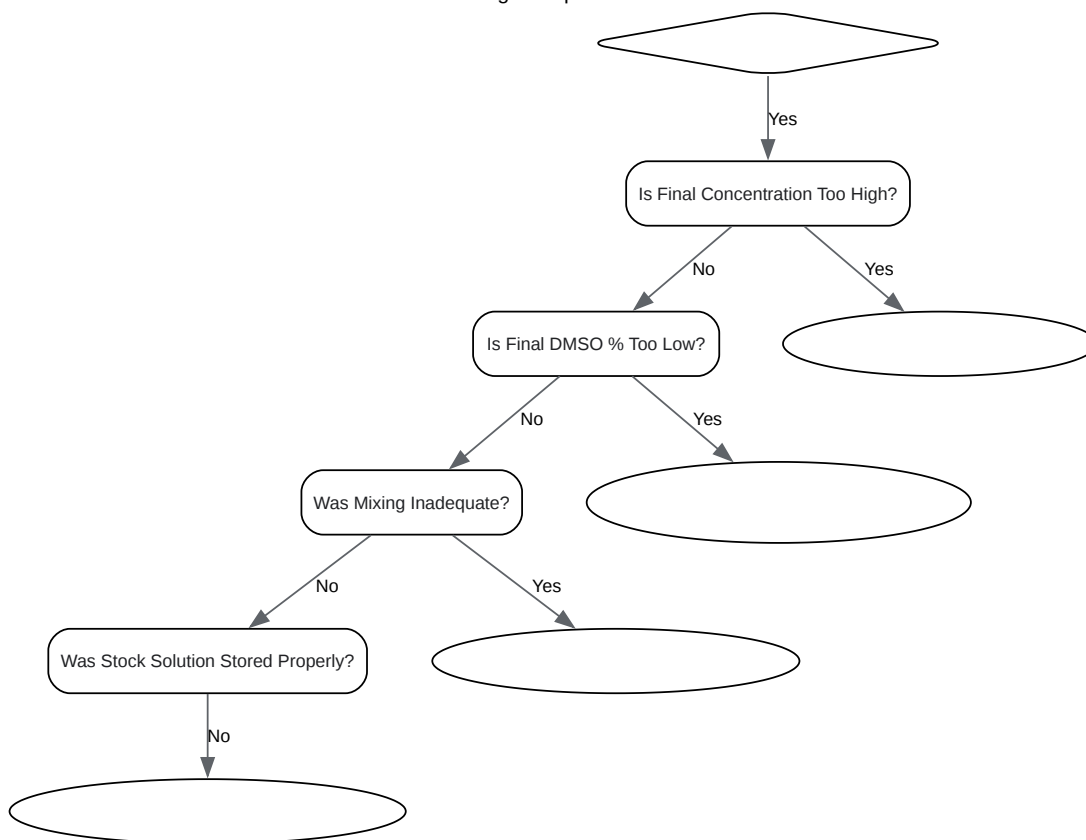 Yes
Is Final Concentration Too High?
No
Yes
Is Final DMSO % Too Low?
No
Yes
Was Mixing Inadequate?
No
Yes
Was Stock Solution Stored Properly?
No